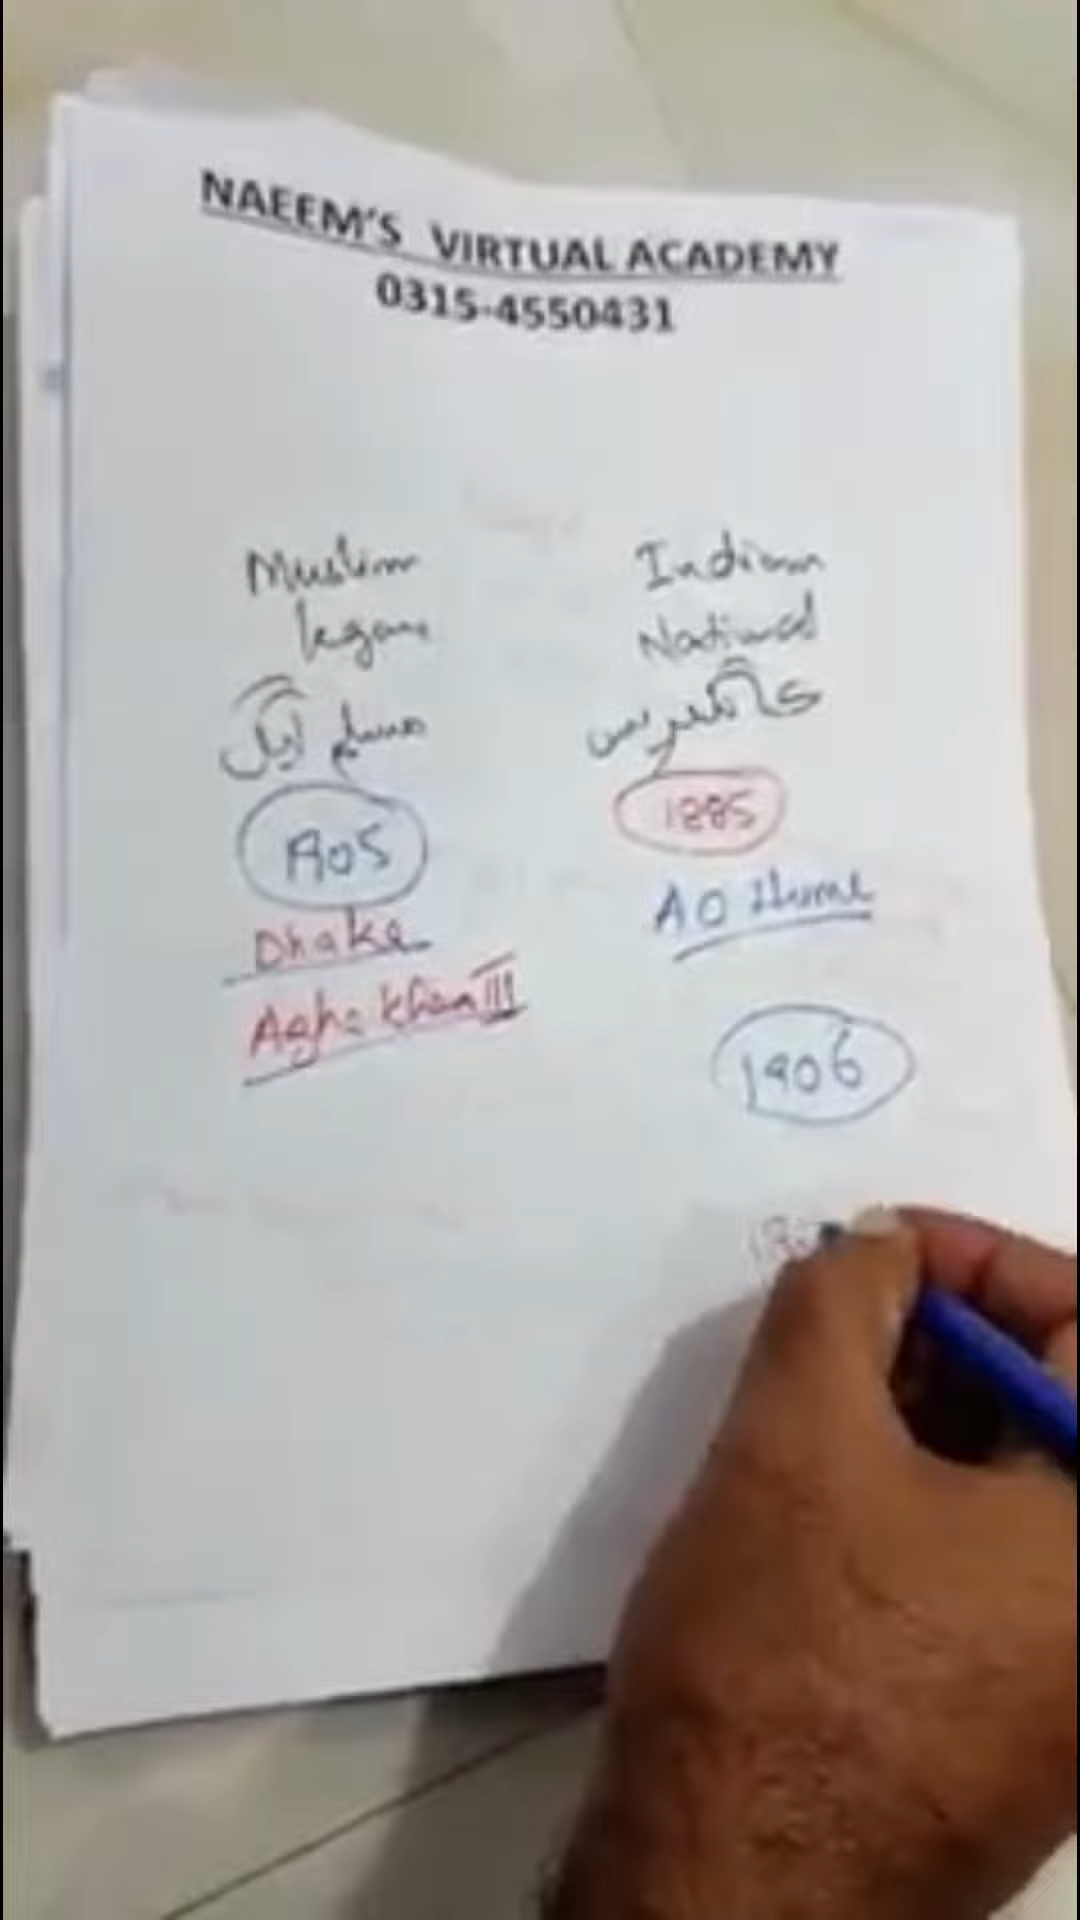 NAEEM'S VIRTUAL ACADEMY
0315-4550431
Muslim
مسلم لیگ
1905
Dhaka
Agha Khan III
Indian
National
کانگریس
1885
AO Hume
1906